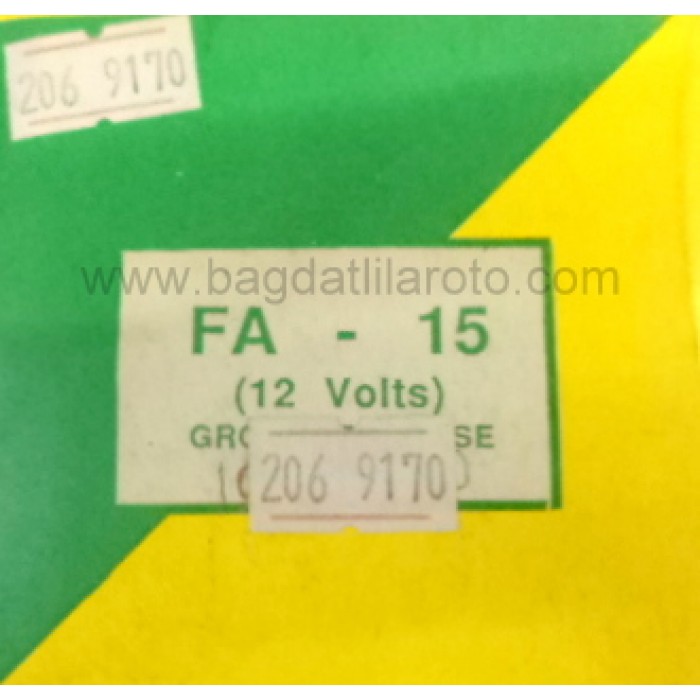 206 9170
www.bagdatlilaroto.com
FA - 15
(12 Volts)
206 9170